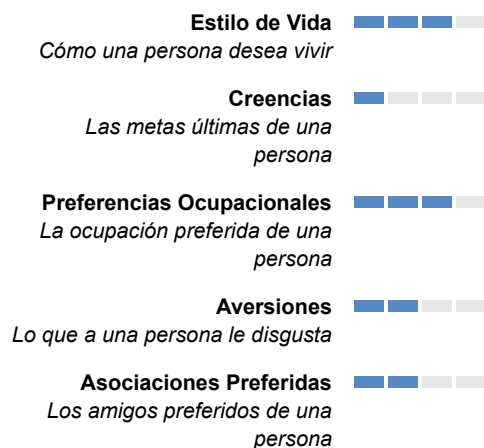 Estilo de Vida
Cómo una persona desea vivir
Creencias
Las metas últimas de una
persona
Preferencias Ocupacionales
La ocupación preferida de una
persona
Aversiones
Lo que a una persona le disgusta
Asociaciones Preferidas
Los amigos preferidos de una
persona